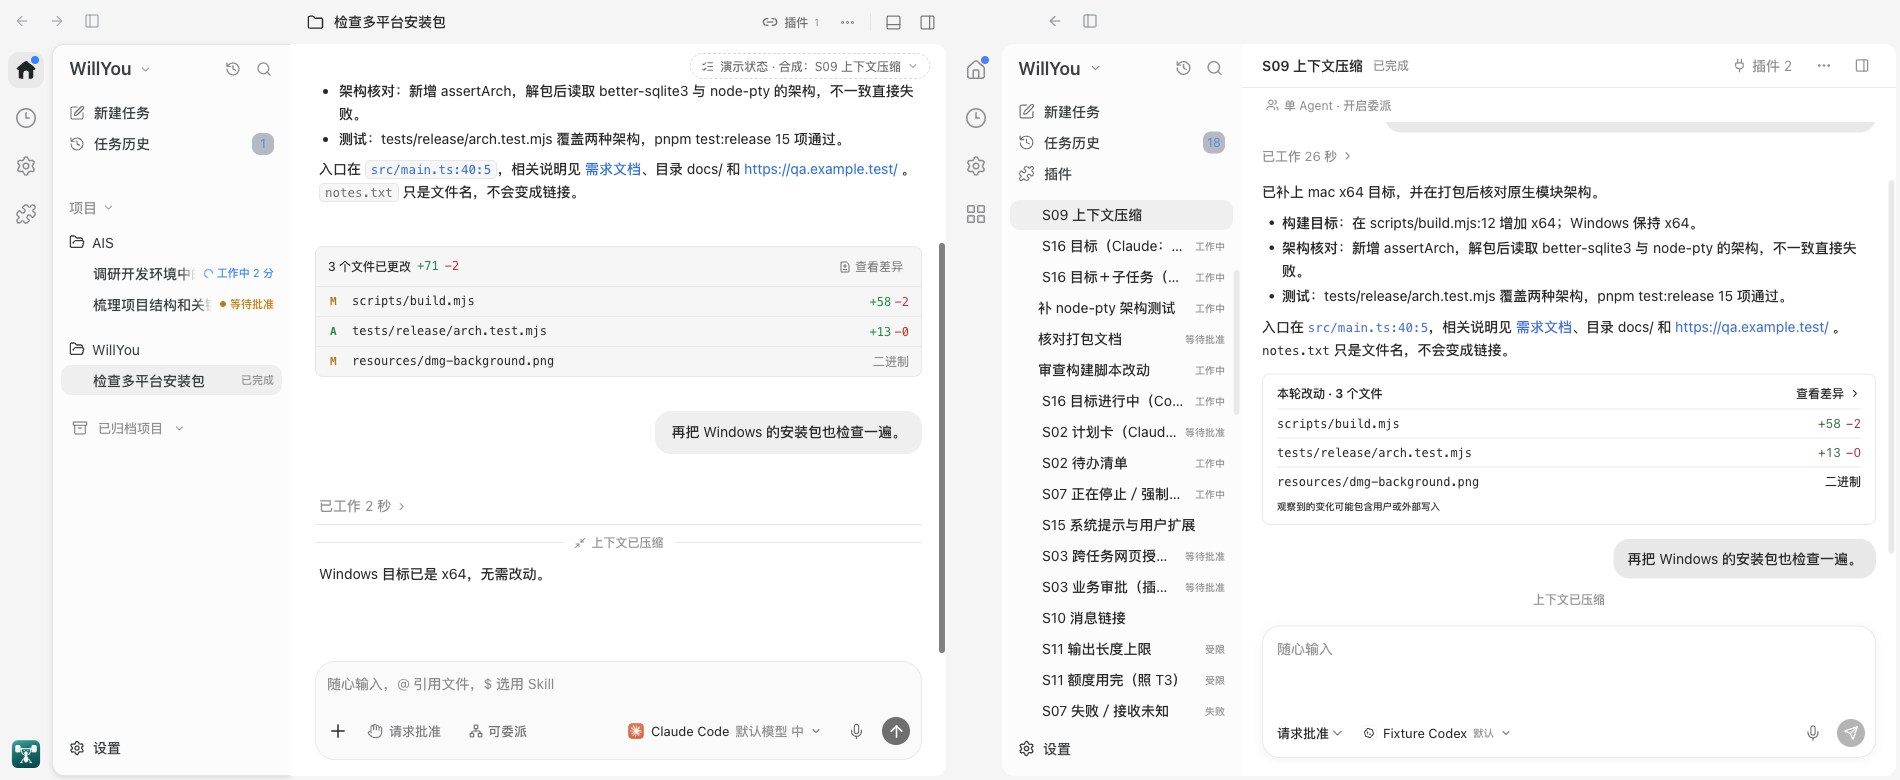 检查多平台安装包
插件 1
WillYou
新建任务
任务历史
1
项目
AIS
调研开发环境中
工作中 2 分
梳理项目结构和关
等待批准
WillYou
检查多平台安装包
已完成
已归档项目
设置
演示状态 · 合成：S09 上下文压缩
架构核对：新增 assertArch，解包后读取 better-sqlite3 与 node-pty 的架构，不一致直接失
败。
测试：tests/release/arch.test.mjs 覆盖两种架构，pnpm test:release 15 项通过。
入口在 src/main.ts:40:5，相关说明见 需求文档、目录 docs/ 和 https://qa.example.test/ 。
notes.txt 只是文件名，不会变成链接。
3 个文件已更改 +71 −2
查看差异
M scripts/build.mjs +58 −2
A tests/release/arch.test.mjs +13 −0
M resources/dmg-background.png 二进制
再把 Windows 的安装包也检查一遍。
已工作 2 秒
上下文已压缩
Windows 目标已是 x64，无需改动。
随心输入，@ 引用文件，$ 选用 Skill
请求批准
可委派
Claude Code 默认模型 中
WillYou
新建任务
任务历史
18
插件
S09 上下文压缩
S16 目标（Claude：... 工作中
S16 目标＋子任务（... 工作中
补 node-pty 架构测试 工作中
核对打包文档 等待批准
审查构建脚本改动 工作中
S16 目标进行中（Co... 工作中
S02 计划卡（Claud... 等待批准
S02 待办清单 工作中
S07 正在停止 / 强制... 工作中
S15 系统提示与用户扩展
S03 跨任务网页授... 等待批准
S03 业务审批（插... 等待批准
S10 消息链接
S11 输出长度上限 受限
S11 额度用完（照 T3） 受限
S07 失败 / 接收未知 失败
设置
S09 上下文压缩 已完成
插件 2
单 Agent · 开启委派
已工作 26 秒
已补上 mac x64 目标，并在打包后核对原生模块架构。
构建目标：在 scripts/build.mjs:12 增加 x64；Windows 保持 x64。
架构核对：新增 assertArch，解包后读取 better-sqlite3 与 node-pty 的架构，不一致直接失
败。
测试：tests/release/arch.test.mjs 覆盖两种架构，pnpm test:release 15 项通过。
入口在 src/main.ts:40:5，相关说明见 需求文档、目录 docs/ 和 https://qa.example.test/ 。
notes.txt 只是文件名，不会变成链接。
本轮改动 · 3 个文件
查看差异
scripts/build.mjs +58 −2
tests/release/arch.test.mjs +13 −0
resources/dmg-background.png 二进制
观察到的变化可能包含用户或外部写入
再把 Windows 的安装包也检查一遍。
上下文已压缩
随心输入
请求批准
Fixture Codex 默认